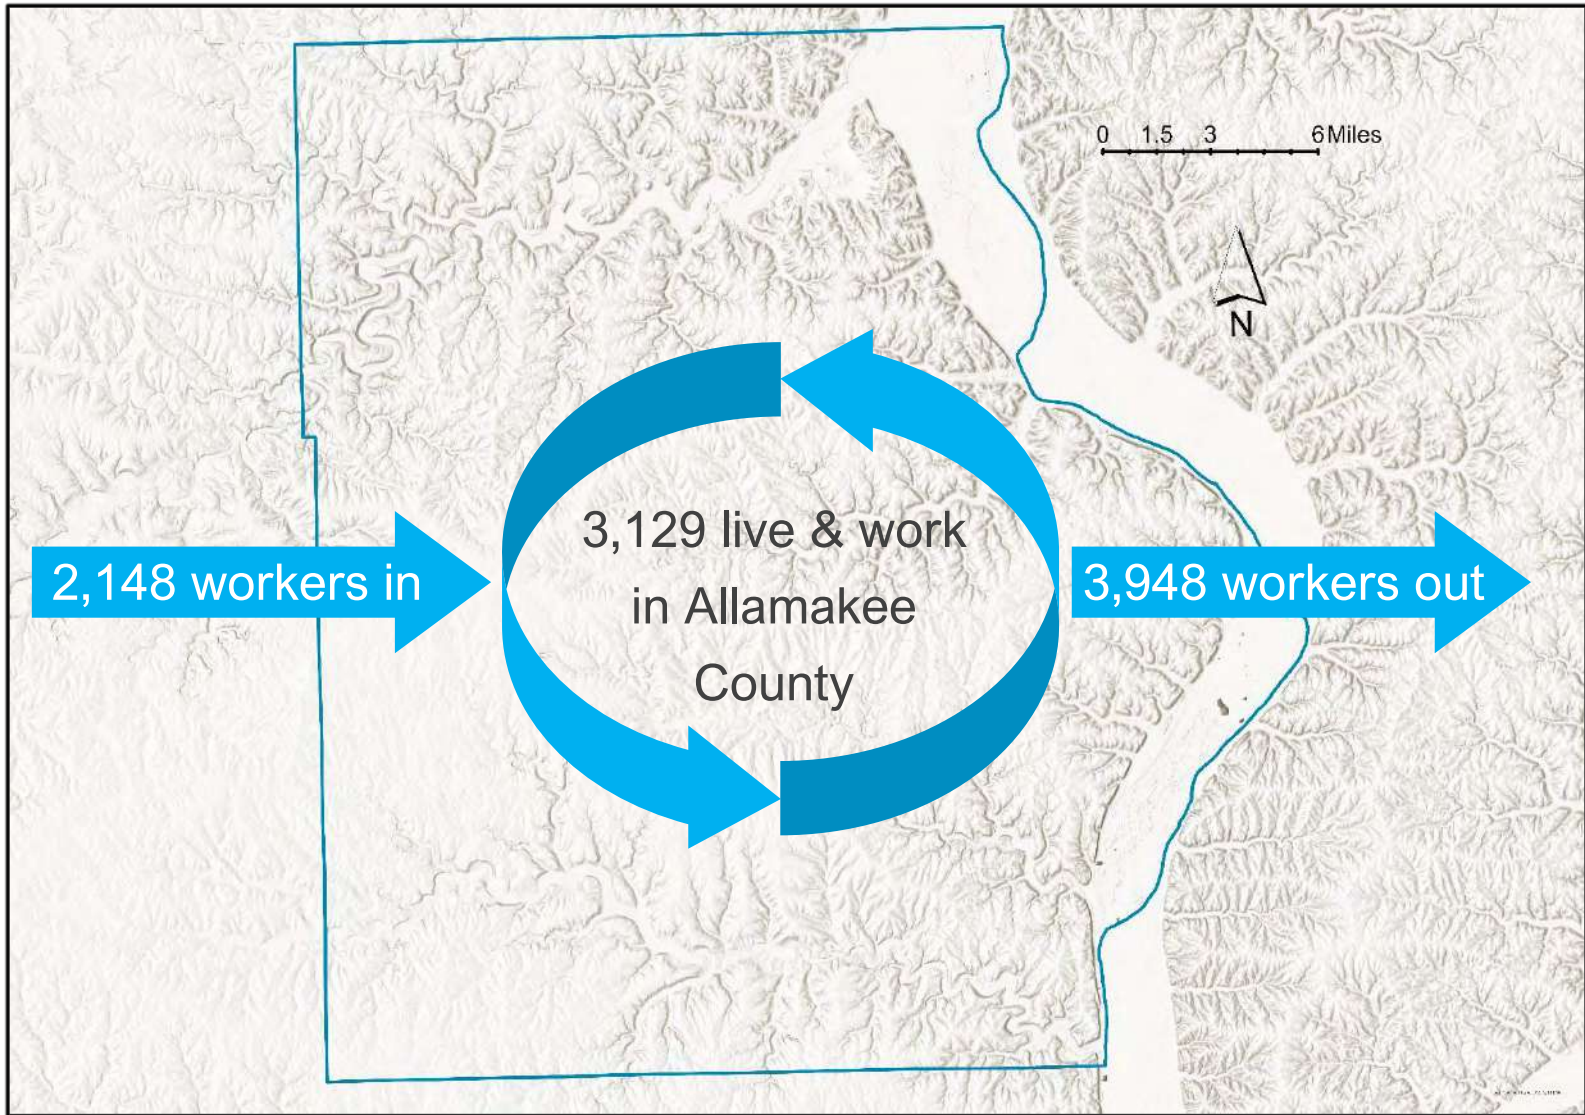 0 1.5 3 6 Miles
N
3,129 live & work
in Allamakee
County
2,148 workers in
3,948 workers out